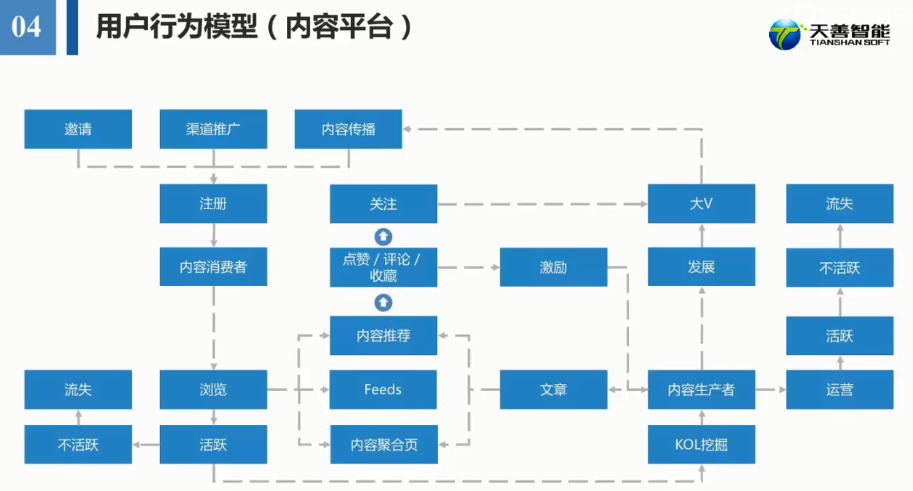 04
用户行为模型（内容平台）
天善智能
TIANSHAN SOFT
邀请
渠道推广
内容传播
注册
关注
大V
流失
内容消费者
点赞 / 评论 /
收藏
激励
发展
不活跃
内容推荐
活跃
流失
浏览
Feeds
文章
内容生产者
运营
不活跃
活跃
内容聚合页
KOL挖掘